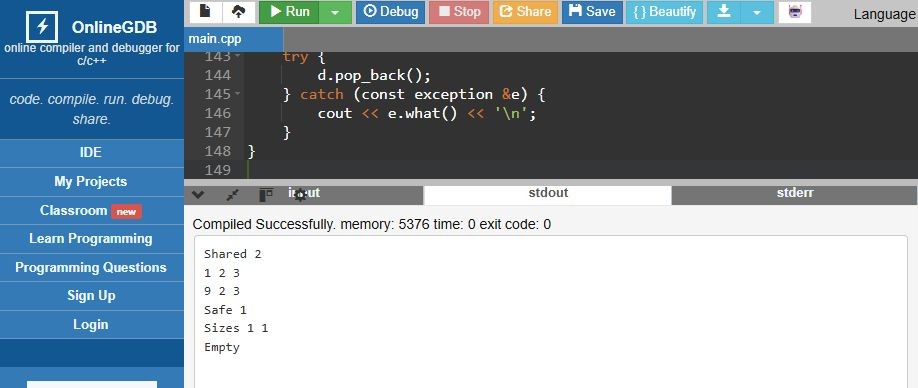 OnlineGDB
online compiler and debugger for
c/c++
code. compile. run. debug.
share.
IDE
My Projects
Classroom new
Learn Programming
Programming Questions
Sign Up
Login
Run Debug Stop Share Save { } Beautify Language
main.cpp
143 try {
144 d.pop_back();
145 } catch (const exception &e) {
146 cout << e.what() << '\n';
147 }
148 }
149
input stdout stderr
Compiled Successfully. memory: 5376 time: 0 exit code: 0
Shared 2
1 2 3
9 2 3
Safe 1
Sizes 1 1
Empty